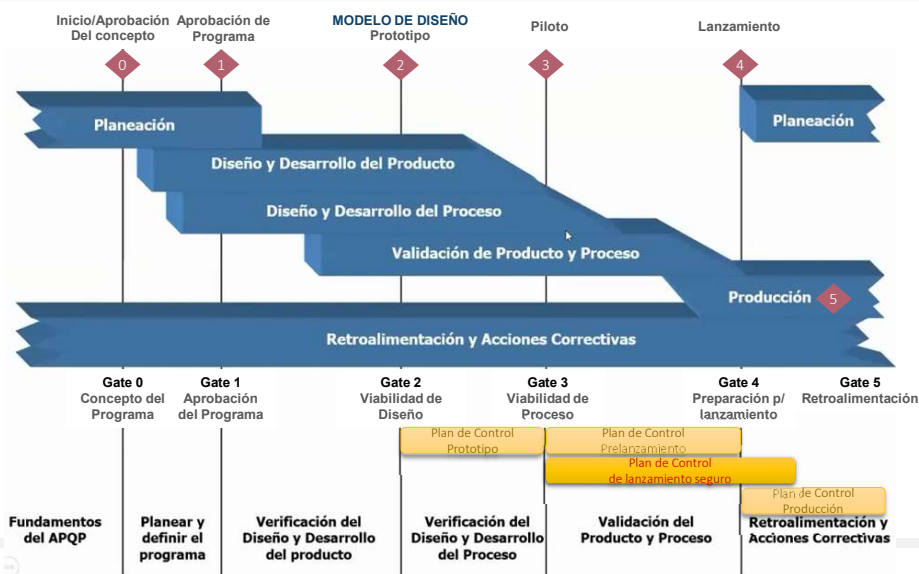 Inicio/Aprobación
Del concepto
Aprobación de
Programa
MODELO DE DISEÑO
Prototipo
Piloto
Lanzamiento
0
1
2
3
4
Planeación
Planeación
Diseño y Desarrollo del Producto
Diseño y Desarrollo del Proceso
Validación de Producto y Proceso
Producción
5
Retroalimentación y Acciones Correctivas
Gate 0
Concepto del
Programa
Gate 1
Aprobación
del Programa
Gate 2
Viabilidad de
Diseño
Gate 3
Viabilidad de
Proceso
Gate 4
Preparación p/
lanzamiento
Gate 5
Retroalimentación
Plan de Control
Prototipo
Plan de Control
Prelanzamiento
Plan de Control
de lanzamiento seguro
Plan de Control
Producción
Fundamentos
del APQP
Planear y
definir el
programa
Verificación del
Diseño y Desarrollo
del producto
Verificación del
Diseño y Desarrollo
del Proceso
Validación del
Producto y Proceso
Retroalimentación y
Acciones Correctivas